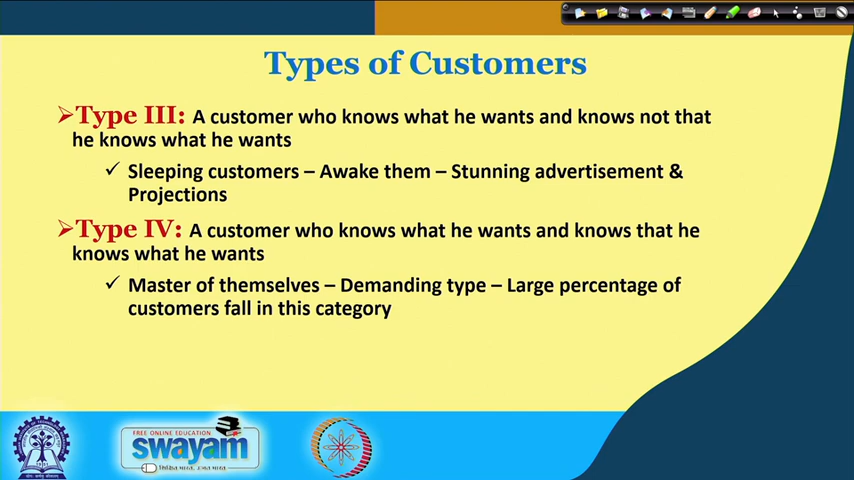 Types of Customers
➢Type III: A customer who knows what he wants and knows not that
he knows what he wants
✓ Sleeping customers – Awake them – Stunning advertisement &
Projections
➢Type IV: A customer who knows what he wants and knows that he
knows what he wants
✓ Master of themselves – Demanding type – Large percentage of
customers fall in this category
FREE ONLINE EDUCATION
swayam